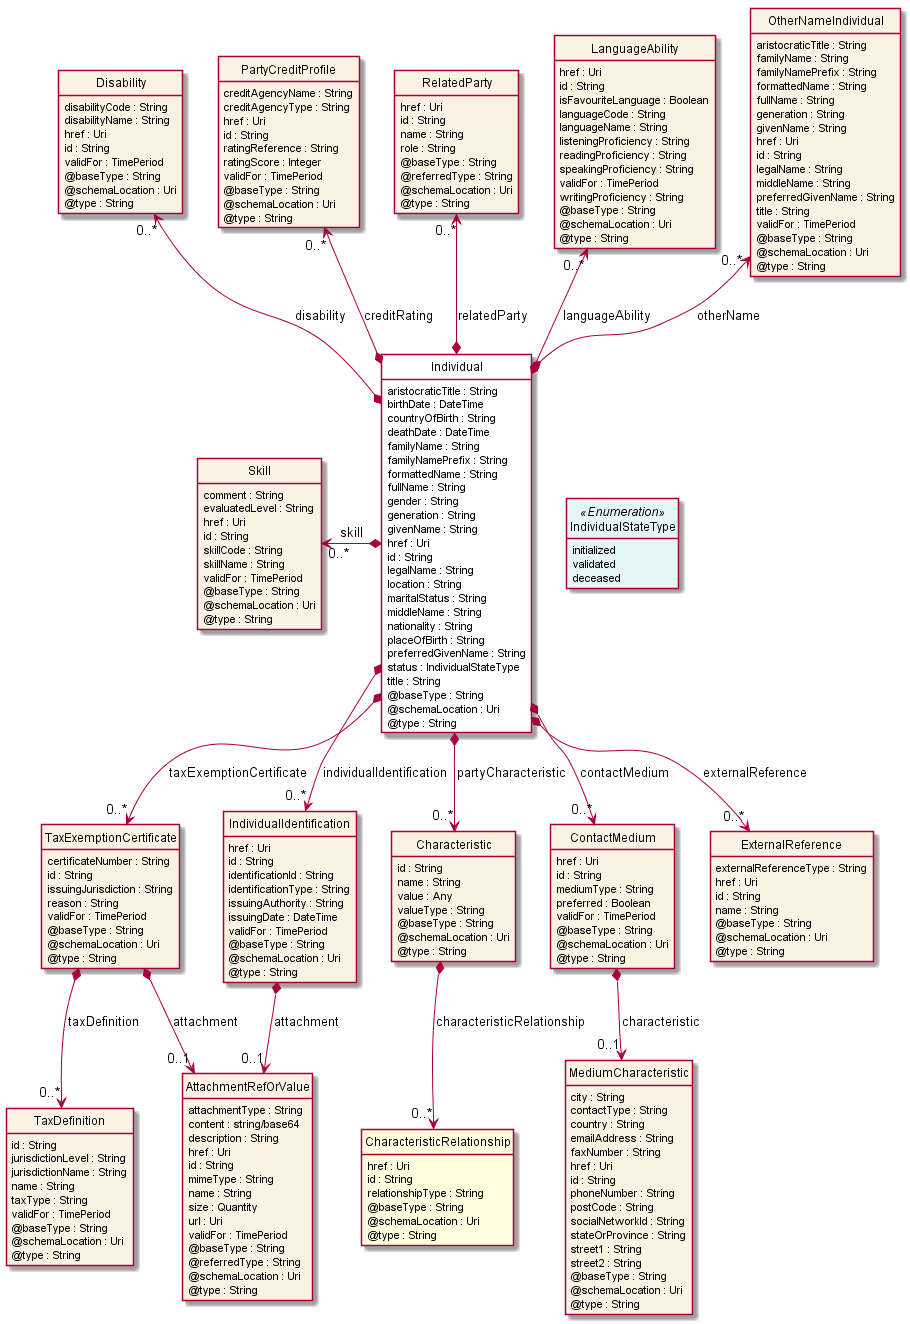 OtherNameIndividual
aristocraticTitle : String
familyName : String
familyNamePrefix : String
formattedName : String
fullName : String
generation : String
givenName : String
href : Uri
id : String
legalName : String
middleName : String
preferredGivenName : String
title : String
validFor : TimePeriod
@baseType : String
@schemaLocation : Uri
@type : String
LanguageAbility
href : Uri
id : String
isFavouriteLanguage : Boolean
languageCode : String
languageName : String
listeningProficiency : String
readingProficiency : String
speakingProficiency : String
validFor : TimePeriod
writingProficiency : String
@baseType : String
@schemaLocation : Uri
@type : String
PartyCreditProfile
creditAgencyName : String
creditAgencyType : String
href : Uri
id : String
ratingReference : String
ratingScore : Integer
validFor : TimePeriod
@baseType : String
@schemaLocation : Uri
@type : String
Disability
disabilityCode : String
disabilityName : String
href : Uri
id : String
validFor : TimePeriod
@baseType : String
@schemaLocation : Uri
@type : String
RelatedParty
href : Uri
id : String
name : String
role : String
@baseType : String
@referredType : String
@schemaLocation : Uri
@type : String
0..*
0..*
0..*
0..*
0..*
disability
creditRating
relatedParty
languageAbility
otherName
Individual
aristocraticTitle : String
birthDate : DateTime
countryOfBirth : String
deathDate : DateTime
familyName : String
familyNamePrefix : String
formattedName : String
fullName : String
gender : String
generation : String
givenName : String
href : Uri
id : String
legalName : String
location : String
maritalStatus : String
middleName : String
nationality : String
placeOfBirth : String
preferredGivenName : String
status : IndividualStateType
title : String
@baseType : String
@schemaLocation : Uri
@type : String
Skill
comment : String
evaluatedLevel : String
href : Uri
id : String
skillCode : String
skillName : String
validFor : TimePeriod
@baseType : String
@schemaLocation : Uri
@type : String
skill
0..*
«Enumeration»
IndividualStateType
initialized
validated
deceased
taxExemptionCertificate
individualIdentification
partyCharacteristic
contactMedium
externalReference
0..*
0..*
0..*
0..*
0..*
TaxExemptionCertificate
certificateNumber : String
id : String
issuingJurisdiction : String
reason : String
validFor : TimePeriod
@baseType : String
@schemaLocation : Uri
@type : String
IndividualIdentification
href : Uri
id : String
identificationId : String
identificationType : String
issuingAuthority : String
issuingDate : DateTime
validFor : TimePeriod
@baseType : String
@schemaLocation : Uri
@type : String
Characteristic
id : String
name : String
value : Any
valueType : String
@baseType : String
@schemaLocation : Uri
@type : String
ContactMedium
href : Uri
id : String
mediumType : String
preferred : Boolean
validFor : TimePeriod
@baseType : String
@schemaLocation : Uri
@type : String
ExternalReference
externalReferenceType : String
href : Uri
id : String
name : String
@baseType : String
@schemaLocation : Uri
@type : String
taxDefinition
attachment
attachment
characteristicRelationship
characteristic
0..*
0..1
0..1
0..*
0..1
TaxDefinition
id : String
jurisdictionLevel : String
jurisdictionName : String
name : String
taxType : String
validFor : TimePeriod
@baseType : String
@schemaLocation : Uri
@type : String
AttachmentRefOrValue
attachmentType : String
content : string/base64
description : String
href : Uri
id : String
mimeType : String
name : String
size : Quantity
url : Uri
validFor : TimePeriod
@baseType : String
@referredType : String
@schemaLocation : Uri
@type : String
CharacteristicRelationship
href : Uri
id : String
relationshipType : String
@baseType : String
@schemaLocation : Uri
@type : String
MediumCharacteristic
city : String
contactType : String
country : String
emailAddress : String
faxNumber : String
href : Uri
id : String
phoneNumber : String
postCode : String
socialNetworkId : String
stateOrProvince : String
street1 : String
street2 : String
@baseType : String
@schemaLocation : Uri
@type : String